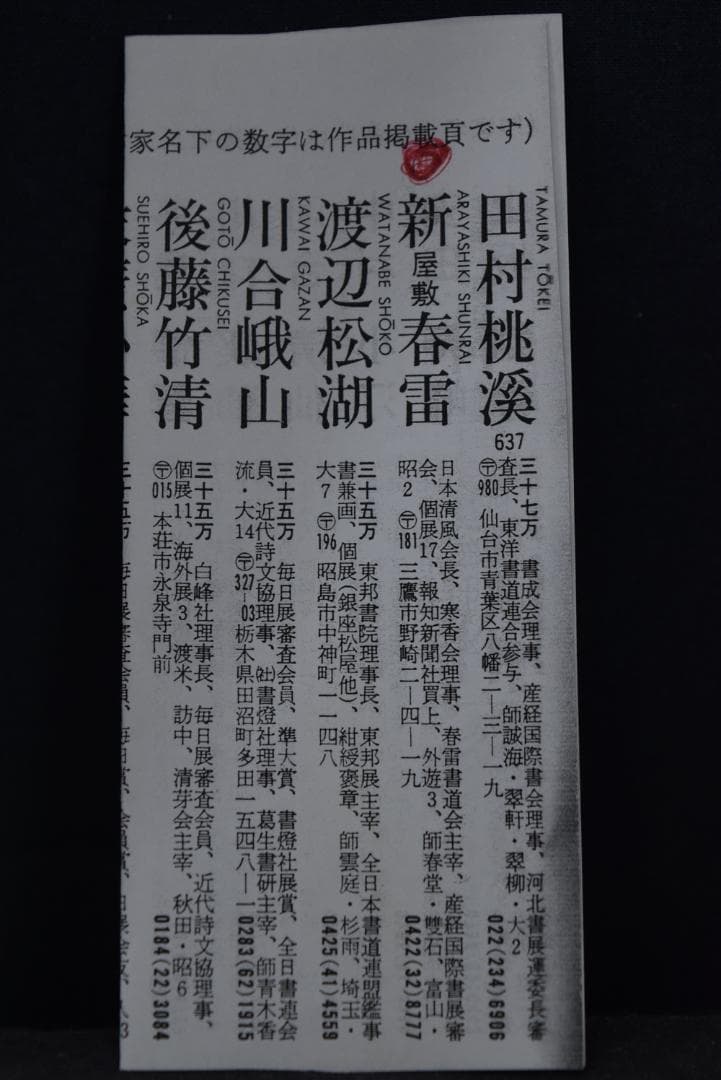 家名下の数字は作品掲載頁です)
TAMURA TŌKEI
田村桃溪
637
三十七万 書成会理事、産経国際書会理事、河北書展運委長審
査長、東洋書道連合参与、師誠海・翠軒・翠柳・大2
〒980 仙台市青葉区八幡二―三―一九
022(234)6906
ARAYASHIKI SHUNRAI
新屋敷春雷
日本清風会長、寒香会理事、春雷書道会主宰、産経国際書展審
会、個展17、報知新聞社買上、外遊3、師春堂・雙石、富山・
昭2 〒181 三鷹市野崎二―四―一九
0422(32)8777
WATANABE SHŌKO
渡辺松湖
三十五万 東邦書院理事長、東邦展主宰、全日本書道連盟鑑事
書兼画、個展(銀座松屋他)、紺綬褒章、師雲庭・杉雨、埼玉・
大7 〒196 昭島市中神町一一四八
0425(41)4559
KAWAI GAZAN
川合峨山
三十五万 毎日展審査会員、準大賞、書燈社展賞、全日書連会
員、近代詩文協理事、㈳書燈社理事、葛生書研主宰、師青木香
流・大14 〒327-03 栃木県田沼町多田一五四八―一
0283(62)1915
GOTŌ CHIKUSEI
後藤竹清
三十五万 白峰社理事長、毎日展審査会員、近代詩文協理事、
個展11、海外展3、渡米、訪中、清芽会主宰、秋田・昭6
〒015 本荘市永泉寺門前
0184(22)3084
SUEHIRO SHŌKA